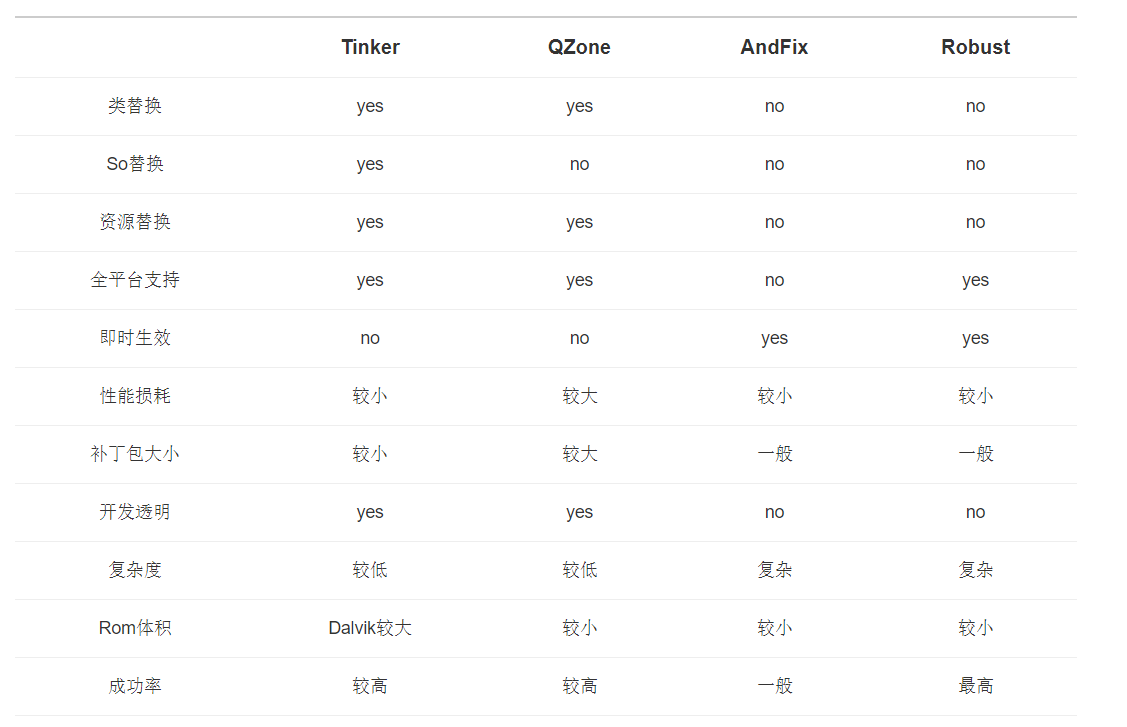 Tinker QZone AndFix Robust
类替换 yes yes no no
So替换 yes no no no
资源替换 yes yes no no
全平台支持 yes yes no yes
即时生效 no no yes yes
性能损耗 较小 较大 较小 较小
补丁包大小 较小 较大 一般 一般
开发透明 yes yes no no
复杂度 较低 较低 复杂 复杂
Rom体积 Dalvik较大 较小 较小 较小
成功率 较高 较高 一般 最高